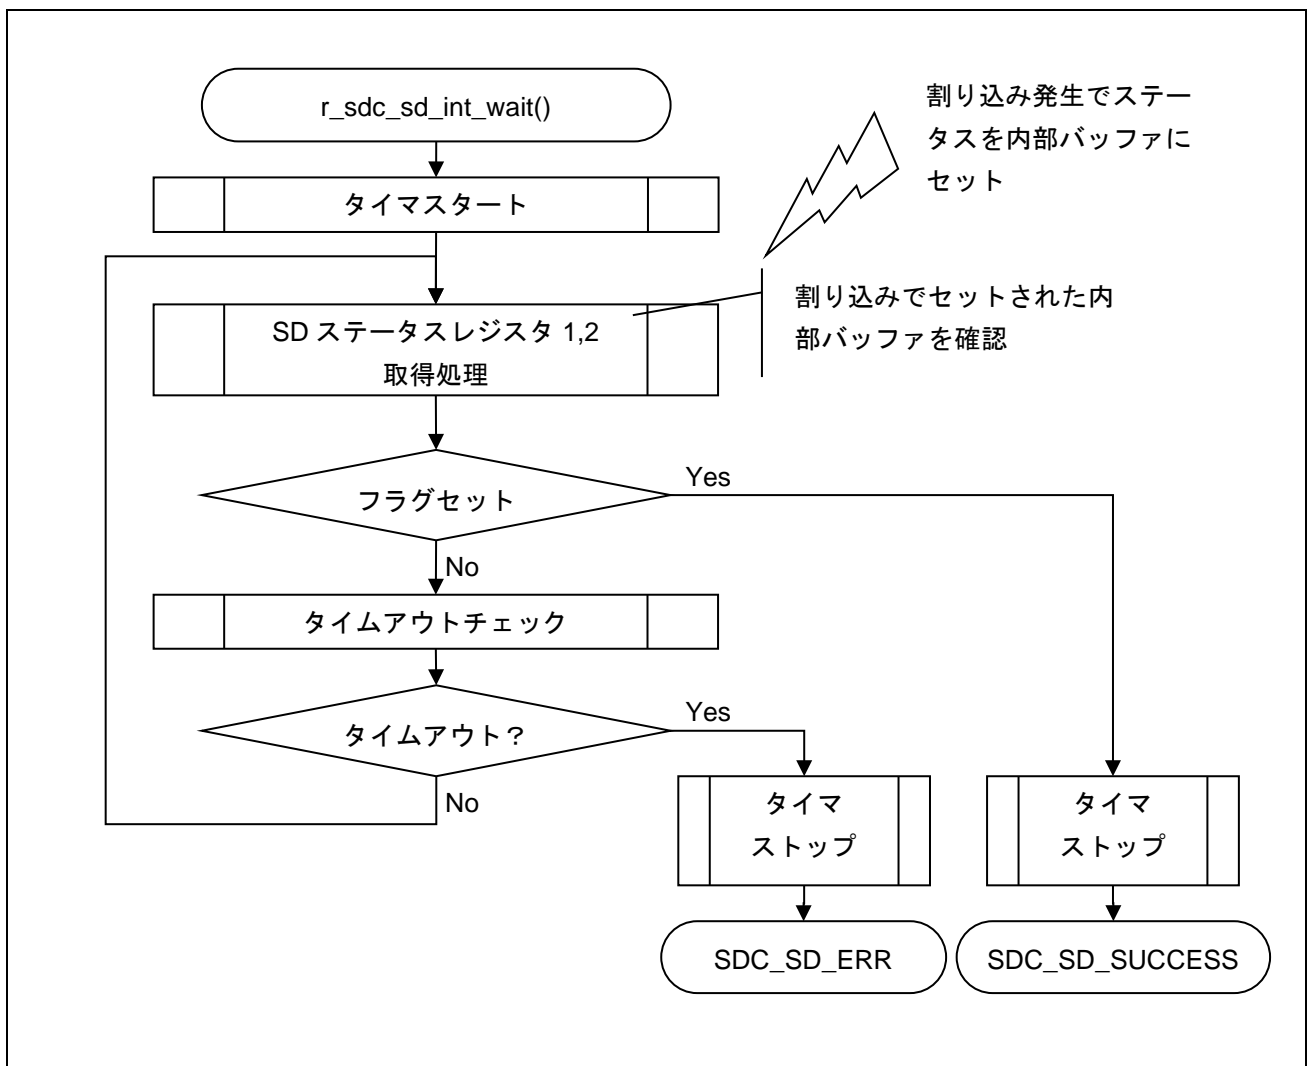 r_sdc_sd_int_wait()
割り込み発生でステー
タスを内部バッファに
セット
タイマスタート
割り込みでセットされた内
部バッファを確認
SD ステータスレジスタ 1,2
取得処理
フラグセット
Yes
No
タイムアウトチェック
タイムアウト？
Yes
No
タイマ
ストップ
タイマ
ストップ
SDC_SD_ERR
SDC_SD_SUCCESS